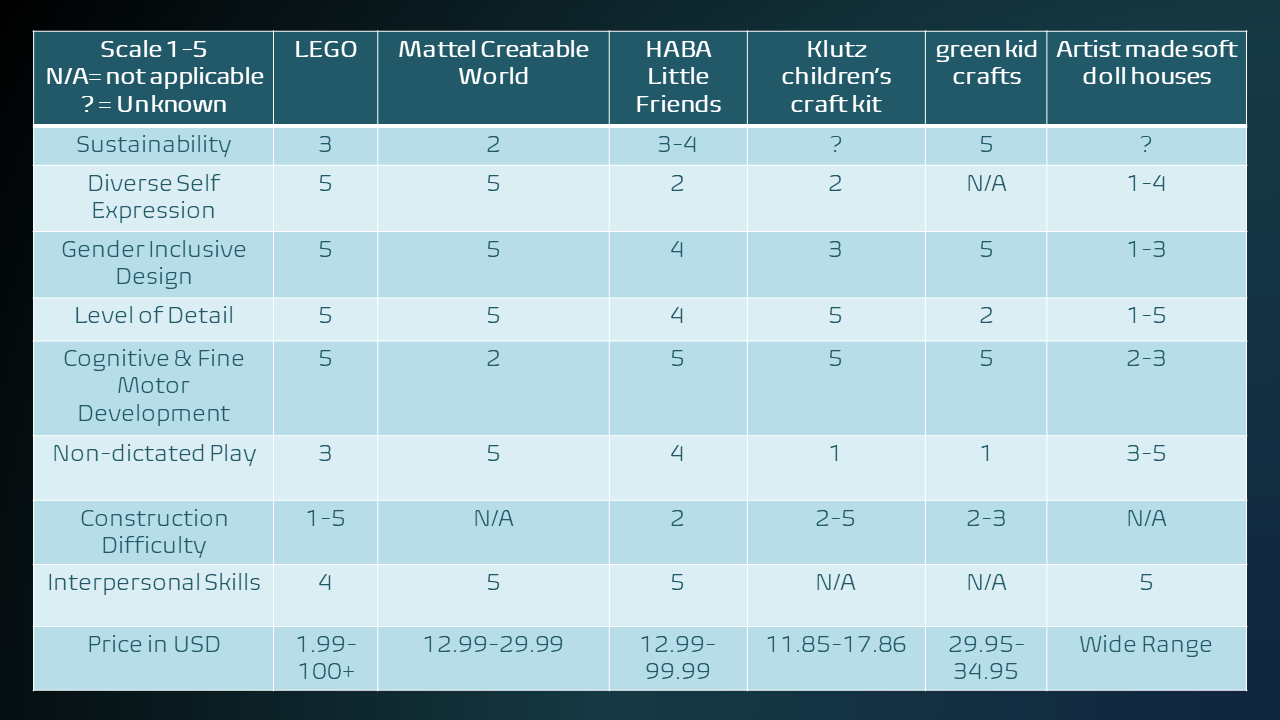 Scale 1-5
N/A= not applicable
? = Unknown
LEGO
Mattel Creatable
World
HABA
Little
Friends
Klutz
children's
craft kit
green kid
crafts
Artist made soft
doll houses
Sustainability
3
2
3-4
?
5
?
Diverse Self
Expression
5
5
2
2
N/A
1-4
Gender Inclusive
Design
5
5
4
3
5
1-3
Level of Detail
5
5
4
5
2
1-5
Cognitive & Fine
Motor
Development
5
2
5
5
5
2-3
Non-dictated Play
3
5
4
1
1
3-5
Construction
Difficulty
1-5
N/A
2
2-5
2-3
N/A
Interpersonal Skills
4
5
5
N/A
N/A
5
Price in USD
1.99-
100+
12.99-29.99
12.99-
99.99
11.85-17.86
29.95-
34.95
Wide Range